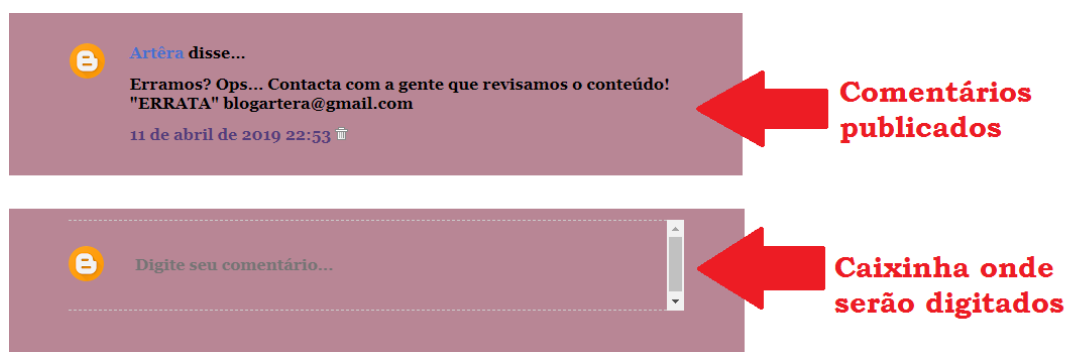 Artêra disse...
Erramos? Ops... Contacta com a gente que revisamos o conteúdo!
"ERRATA" blogartera@gmail.com
11 de abril de 2019 22:53
Comentários
publicados
Digite seu comentário...
Caixinha onde
serão digitados